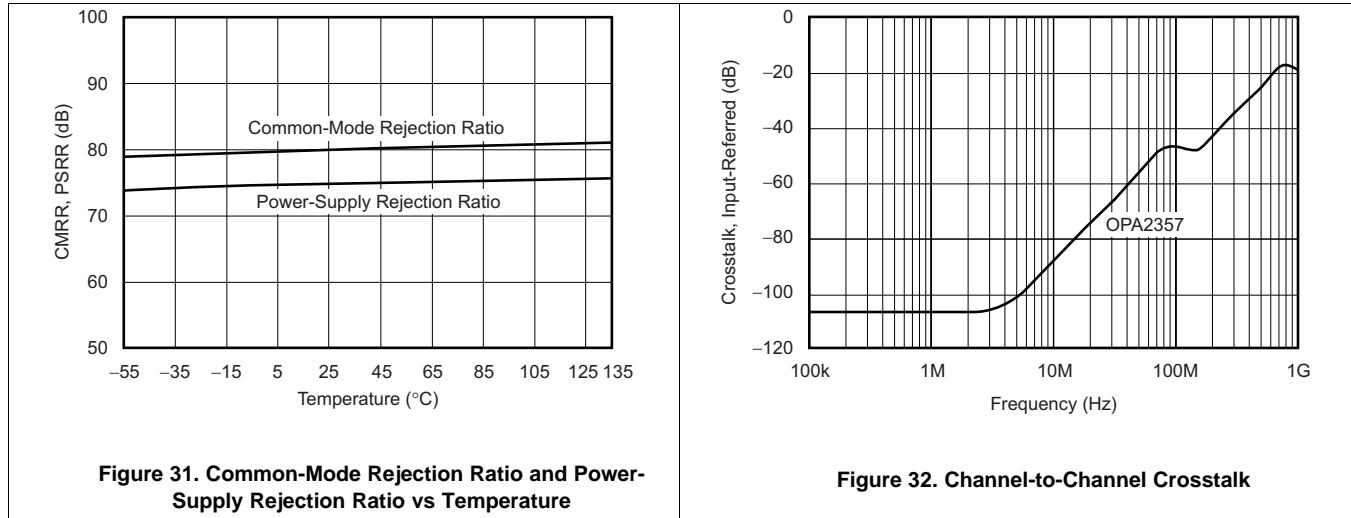 100
90
80
70
60
50
CMRR, PSRR (dB)
Common-Mode Rejection Ratio
Power-Supply Rejection Ratio
−55 −35 −15 5 25 45 65 85 105 125 135
Temperature (°C)
Figure 31. Common-Mode Rejection Ratio and Power-
Supply Rejection Ratio vs Temperature
0
−20
−40
−60
−80
−100
−120
Crosstalk, Input-Referred (dB)
OPA2357
100k 1M 10M 100M 1G
Frequency (Hz)
Figure 32. Channel-to-Channel Crosstalk